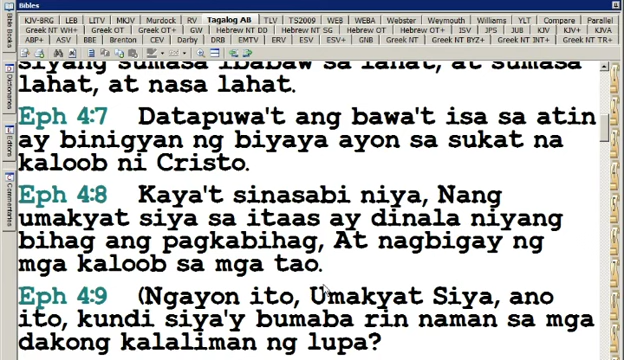 Bibles
KJV-BRG LEB LITV MKJV Murdock RV Tagalog AB TLV TS2009 WEB WEBA Webster Weymouth Williams YLT Compare Parallel
Greek NT WH+ Greek OT Greek OT+ GW Hebrew NT DD Hebrew NT SG Hebrew OT Hebrew OT+ ISV JPS JUB KJV KJV+ KJVA
ABP+ ASV Bishops Brenton CEV Darby DRB EMTV ERV ESV ESV+ GNB Greek NT Greek NT BYZ+ Greek NT INT+ Greek NT TR+
Slide Books
Dictionaries
Editors
Commentaries
siyang sumasa ibabaw sa lahat, at sumasa
lahat, at nasa lahat.
Eph 4:7 Datapuwa't ang bawa't isa sa atin
ay binigyan ng biyaya ayon sa sukat na
kaloob ni Cristo.
Eph 4:8 Kaya't sinasabi niya, Nang
umakyat siya sa itaas ay dinala niyang
bihag ang pagkabihag, At nagbigay ng
mga kaloob sa mga tao.
Eph 4:9 (Ngayon ito, Umakyat Siya, ano
ito, kundi siya'y bumaba rin naman sa mga
dakong kalaliman ng lupa?